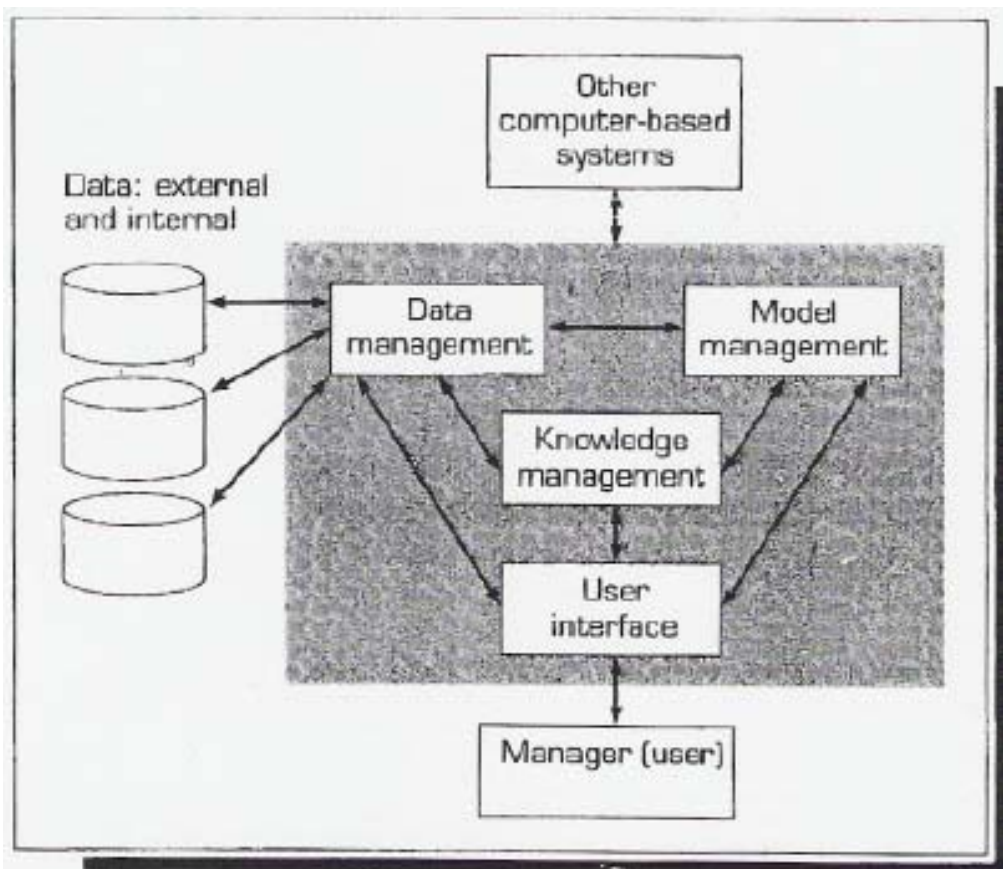 Other
computer-based
systems
Data: external
and internal
Data
management
Model
management
Knowledge
management
User
interface
Manager (user)